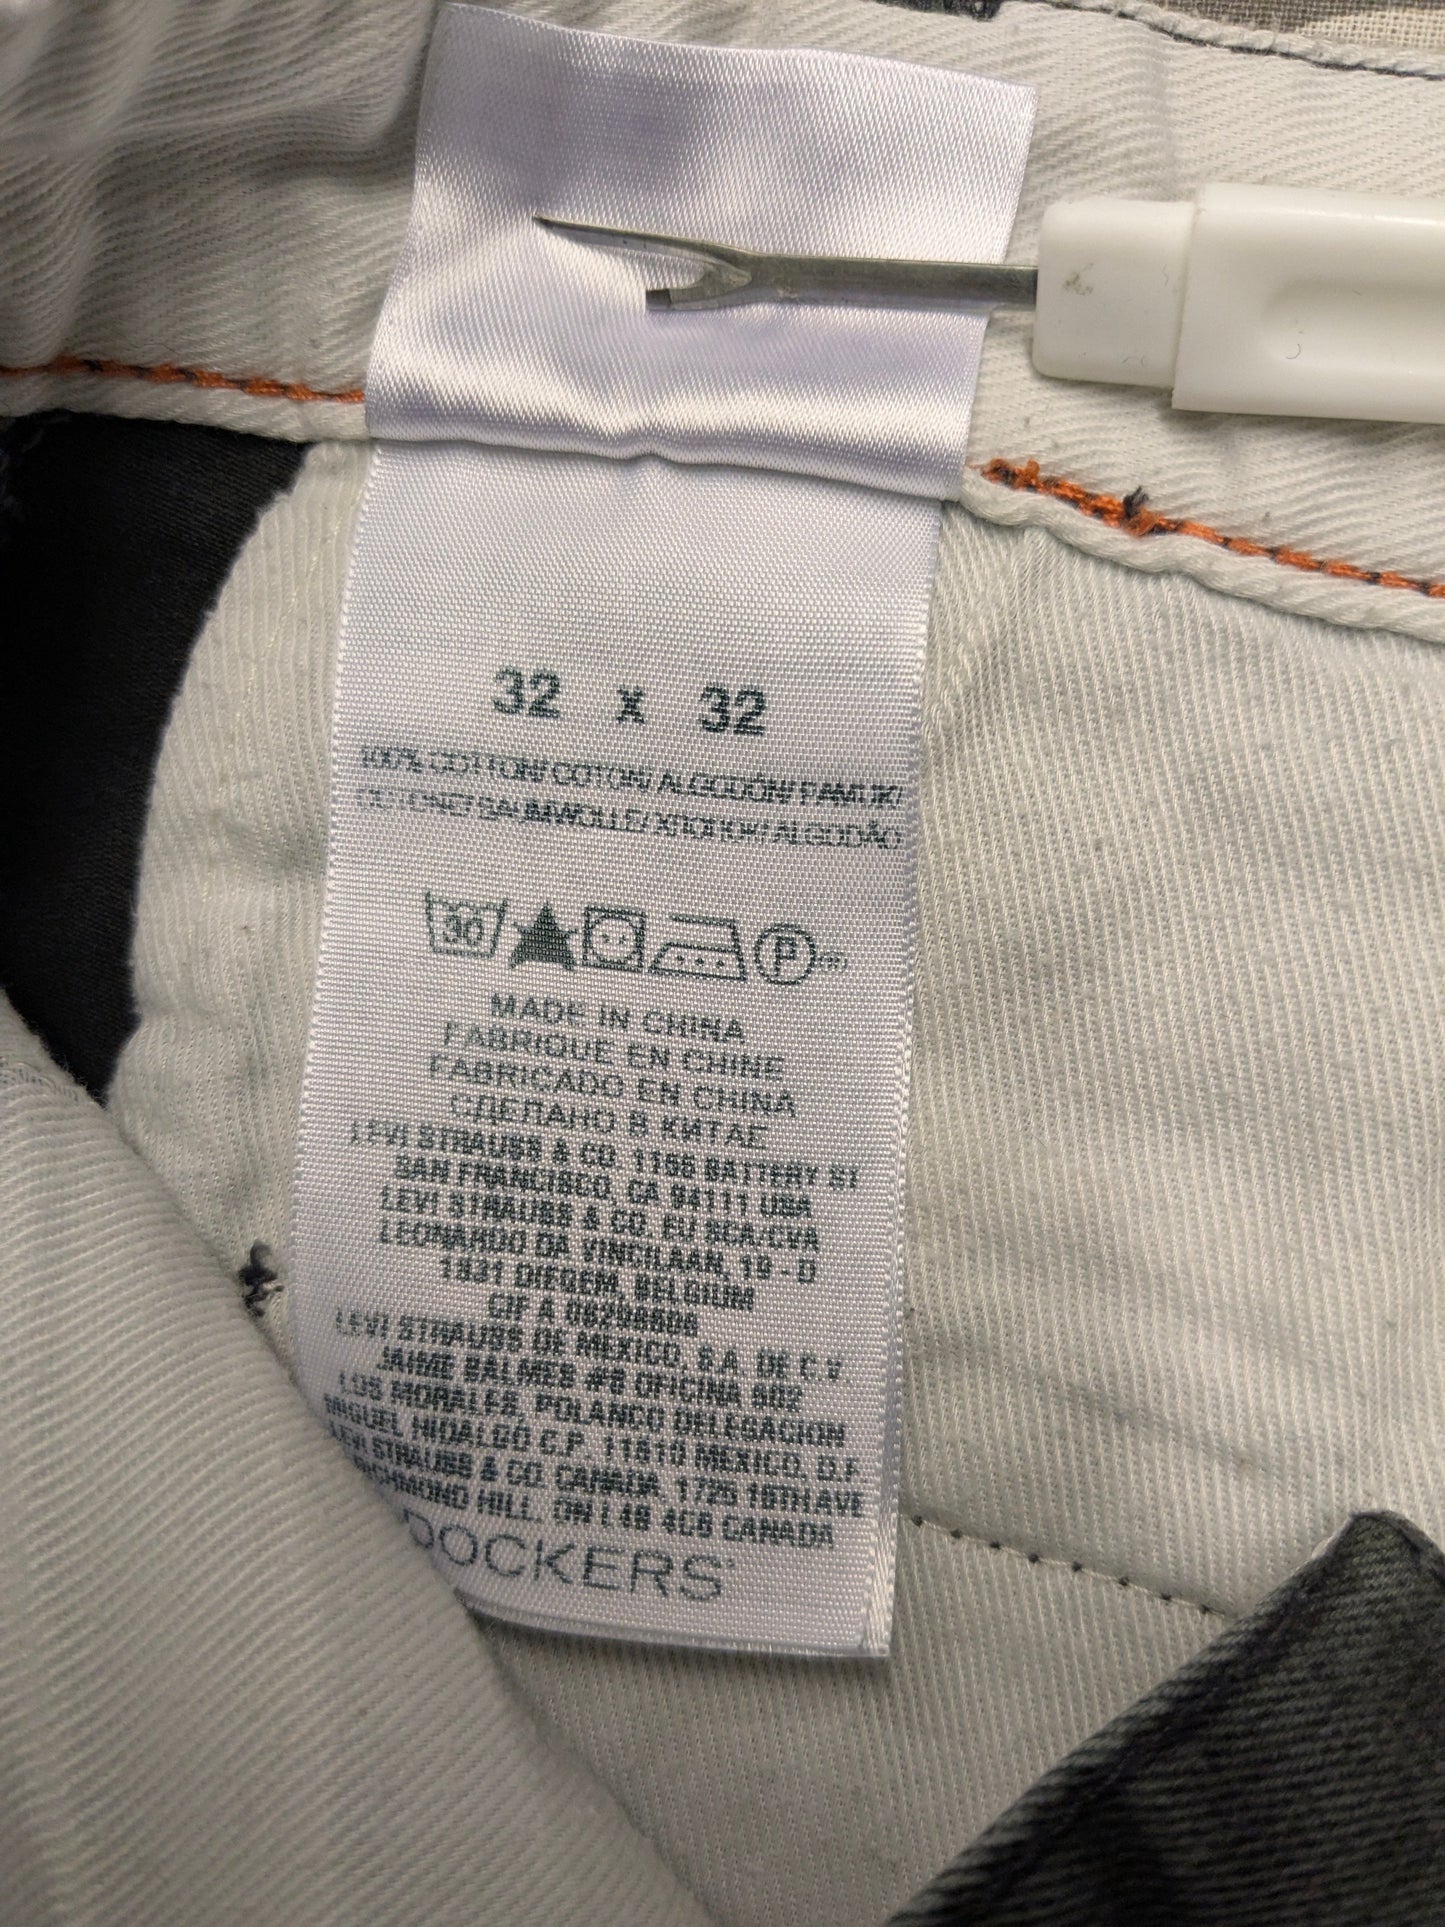 32 x 32
100% COTTON/ COTON/ ALGODÓN/ PAMUK/
COTONE/ BAUMWOLLE/ ХЛОПОК/ ALGODÃO
30 P
MADE IN CHINA
FABRIQUE EN CHINE
FABRICADO EN CHINA
СДЕЛАНО В КИТАЕ
LEVI STRAUSS & CO. 1155 BATTERY ST
SAN FRANCISCO, CA 94111 USA
LEVI STRAUSS & CO. EU SCA/CVA
LEONARDO DA VINCILAAN, 19 - D
1831 DIEGEM, BELGIUM
CIF A
LEVI STRAUSS DE MEXICO, S.A. DE C.V
JAIME BALMES #8 OFICINA 602
LOS MORALES, POLANCO DELEGACION
MIGUEL HIDALGO C.P. 11510 MEXICO, D.F
LEVI STRAUSS & CO. CANADA, 1725 16TH AVE
RICHMOND HILL, ON L4B 4C6 CANADA
DOCKERS